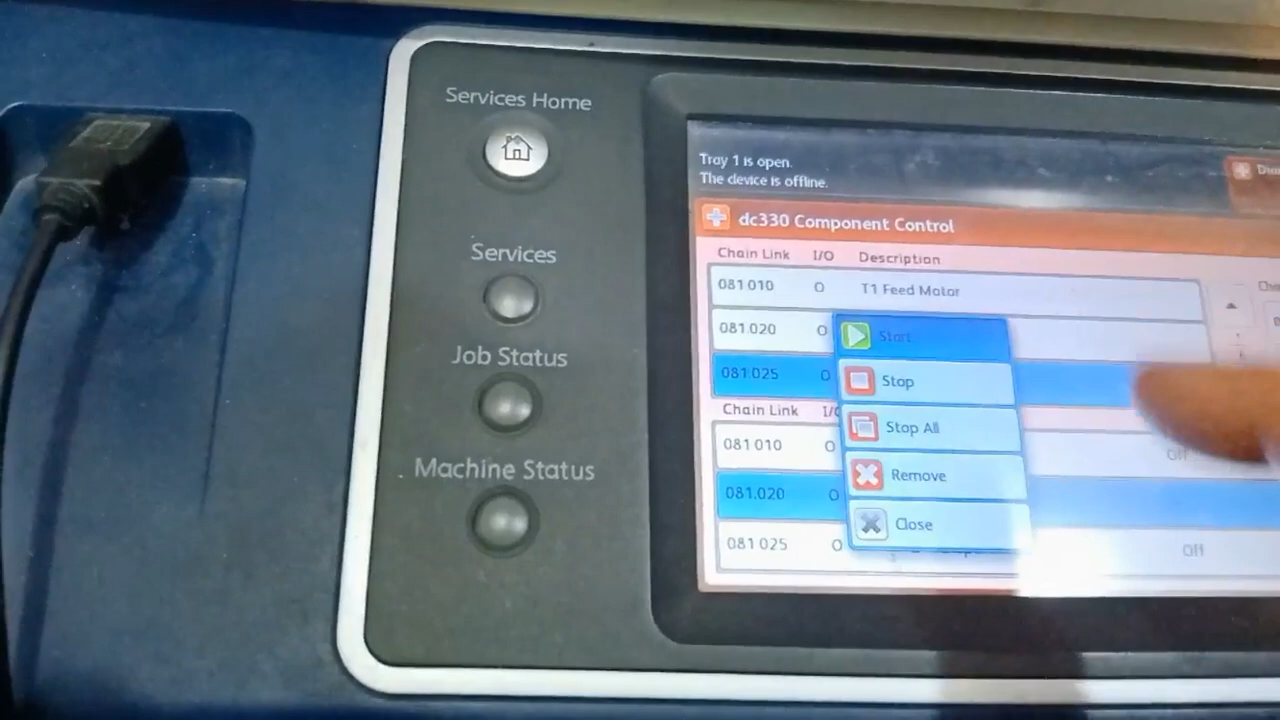 Services Home
Services
Job Status
Machine Status
Tray 1 is open.
The device is offline.
dc330 Component Control
Chain Link I/O Description
081 010 O T1 Feed Motor
081.020 O
081.025 O
Start
Stop
Stop All
Remove
Close
Chain Link
081 010 O Off
081.020 O
081 025 O Off